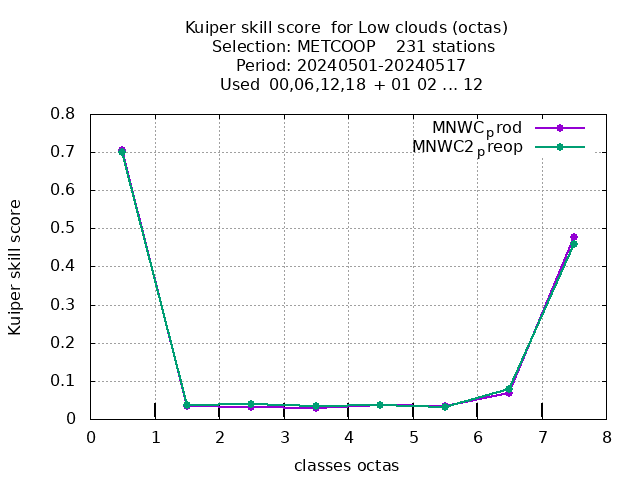 Kuiper skill score  for Low clouds (octas)
Selection: METCOOP    231 stations
Period: 20240501-20240517
Used  00,06,12,18  + 01 02 ... 12
MNWCprod
MNWC2preop
0.8
0.7
0.6
0.5
0.4
0.3
0.2
0.1
0
Kuiper skill score
0 1 2 3 4 5 6 7 8
classes octas